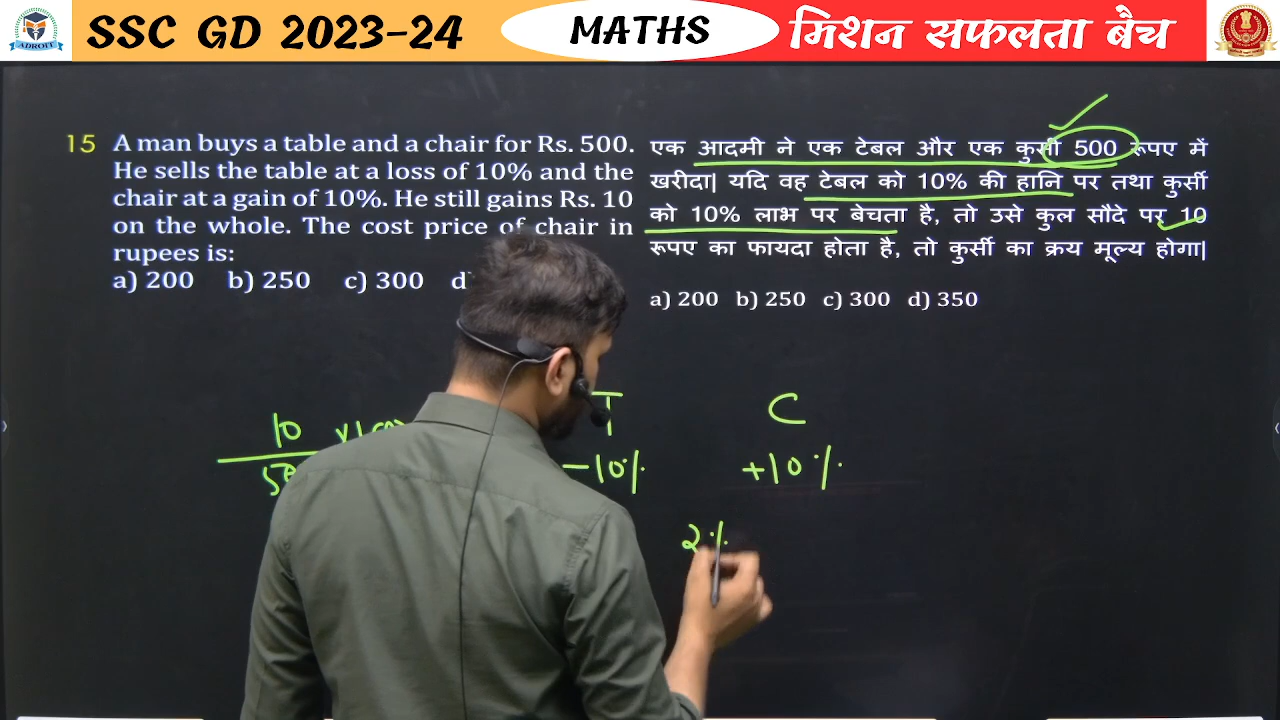 SSC GD 2023-24
MATHS
मिशन सफलता बैच
ADROIT
15 A man buys a table and a chair for Rs. 500.
He sells the table at a loss of 10% and the
chair at a gain of 10%. He still gains Rs. 10
on the whole. The cost price of chair in
rupees is:
a) 200 b) 250 c) 300 d)
एक आदमी ने एक टेबल और एक कुर्सी 500 रूपए में
खरीदा| यदि वह टेबल को 10% की हानि पर तथा कुर्सी
को 10% लाभ पर बेचता है, तो उसे कुल सौदे पर 10
रूपए का फायदा होता है, तो कुर्सी का क्रय मूल्य होगा|
a) 200 b) 250 c) 300 d) 350
T C
10 x100
-10% +10%
2%